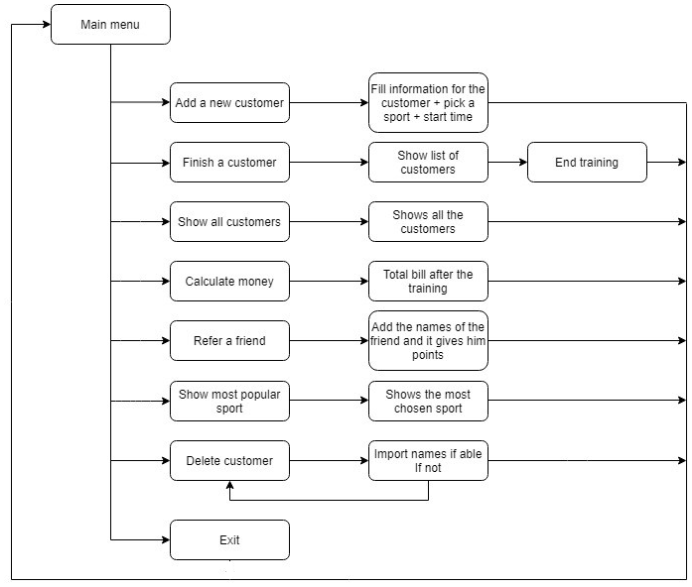 Main menu
Add a new customer
Fill information for the
customer + pick a
sport + start time
Finish a customer
Show list of
customers
End training
Show all customers
Shows all the
customers
Calculate money
Total bill after the
training
Refer a friend
Add the names of the
friend and it gives him
points
Show most popular
sport
Shows the most
chosen sport
Delete customer
Import names if able
If not
Exit